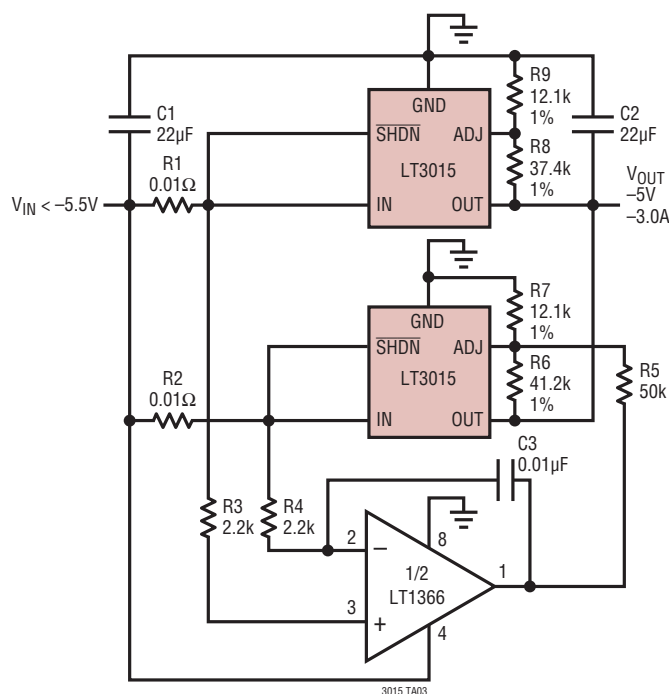 C1
22µF
R1
0.01Ω
VIN < –5.5V
GND
SHDN
ADJ
LT3015
IN
OUT
R9
12.1k
1%
R8
37.4k
1%
C2
22µF
VOUT
–5V
–3.0A
R2
0.01Ω
GND
SHDN
ADJ
LT3015
IN
OUT
R7
12.1k
1%
R6
41.2k
1%
R5
50k
C3
0.01µF
R3
2.2k
R4
2.2k
2
–
8
1/2
LT1366
1
3
+
4
3015 TA03